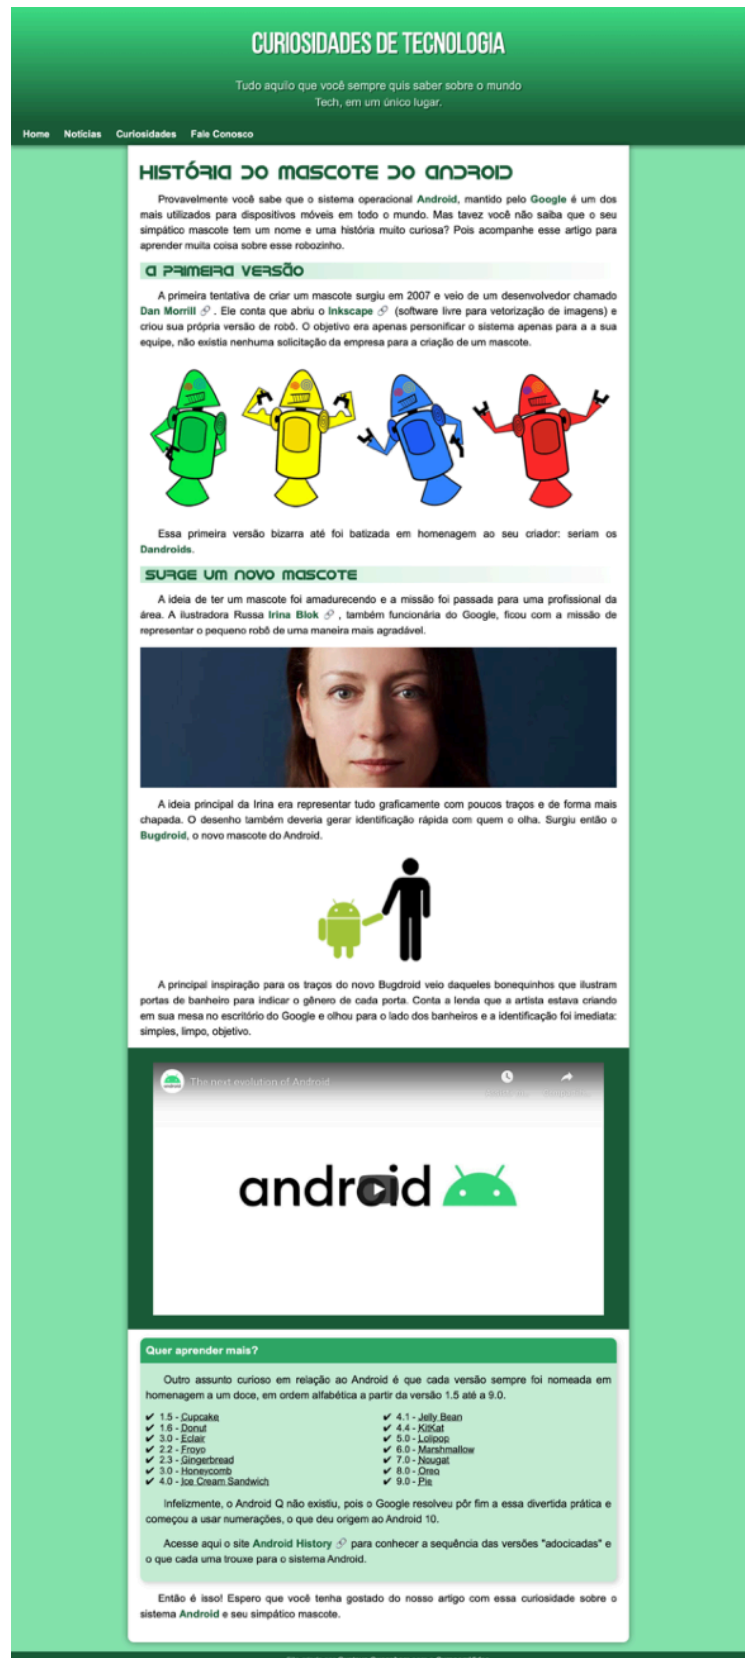 CURIOSIDADES DE TECNOLOGIA
Tudo aquilo que você sempre quis saber sobre o mundo
Tech, em um único lugar.
Home Notícias Curiosidades Fale Conosco
HISTÓRIA DO MASCOTE DO ANDROID
Provavelmente você sabe que o sistema operacional Android, mantido pelo Google é um dos
mais utilizados para dispositivos móveis em todo o mundo. Mas tavez você não saiba que o seu
simpático mascote tem um nome e uma história muito curiosa? Pois acompanhe esse artigo para
aprender muita coisa sobre esse robozinho.
A PRIMEIRA VERSÃO
A primeira tentativa de criar um mascote surgiu em 2007 e veio de um desenvolvedor chamado
Dan Morrill 🔗 . Ele conta que abriu o Inkscape 🔗 (software livre para vetorização de imagens) e
criou sua própria versão de robô. O objetivo era apenas personificar o sistema apenas para a a sua
equipe, não existia nenhuma solicitação da empresa para a criação de um mascote.
Essa primeira versão bizarra até foi batizada em homenagem ao seu criador: seriam os
Dandroids.
SURGE UM NOVO MASCOTE
A ideia de ter um mascote foi amadurecendo e a missão foi passada para uma profissional da
área. A ilustradora Russa Irina Blok 🔗 , também funcionária do Google, ficou com a missão de
representar o pequeno robô de uma maneira mais agradável.
A ideia principal da Irina era representar tudo graficamente com poucos traços e de forma mais
chapada. O desenho também deveria gerar identificação rápida com quem o olha. Surgiu então o
Bugdroid, o novo mascote do Android.
A principal inspiração para os traços do novo Bugdroid veio daqueles bonequinhos que ilustram
portas de banheiro para indicar o gênero de cada porta. Conta a lenda que a artista estava criando
em sua mesa no escritório do Google e olhou para o lado dos banheiros e a identificação foi imediata:
simples, limpo, objetivo.
The next evolution of Android
android
Quer aprender mais?
Outro assunto curioso em relação ao Android é que cada versão sempre foi nomeada em
homenagem a um doce, em ordem alfabética a partir da versão 1.5 até a 9.0.
✔ 1.5 - Cupcake
✔ 1.6 - Donut
✔ 3.0 - Eclair
✔ 2.2 - Froyo
✔ 2.3 - Gingerbread
✔ 3.0 - Honeycomb
✔ 4.0 - Ice Cream Sandwich
✔ 4.1 - Jelly Bean
✔ 4.4 - KitKat
✔ 5.0 - Lolipop
✔ 6.0 - Marshmallow
✔ 7.0 - Nougat
✔ 8.0 - Oreo
✔ 9.0 - Pie
Infelizmente, o Android Q não existiu, pois o Google resolveu pôr fim a essa divertida prática e
começou a usar numerações, o que deu origem ao Android 10.
Acesse aqui o site Android History 🔗 para conhecer a sequência das versões "adocicadas" e
o que cada uma trouxe para o sistema Android.
Então é isso! Espero que você tenha gostado do nosso artigo com essa curiosidade sobre o
sistema Android e seu simpático mascote.